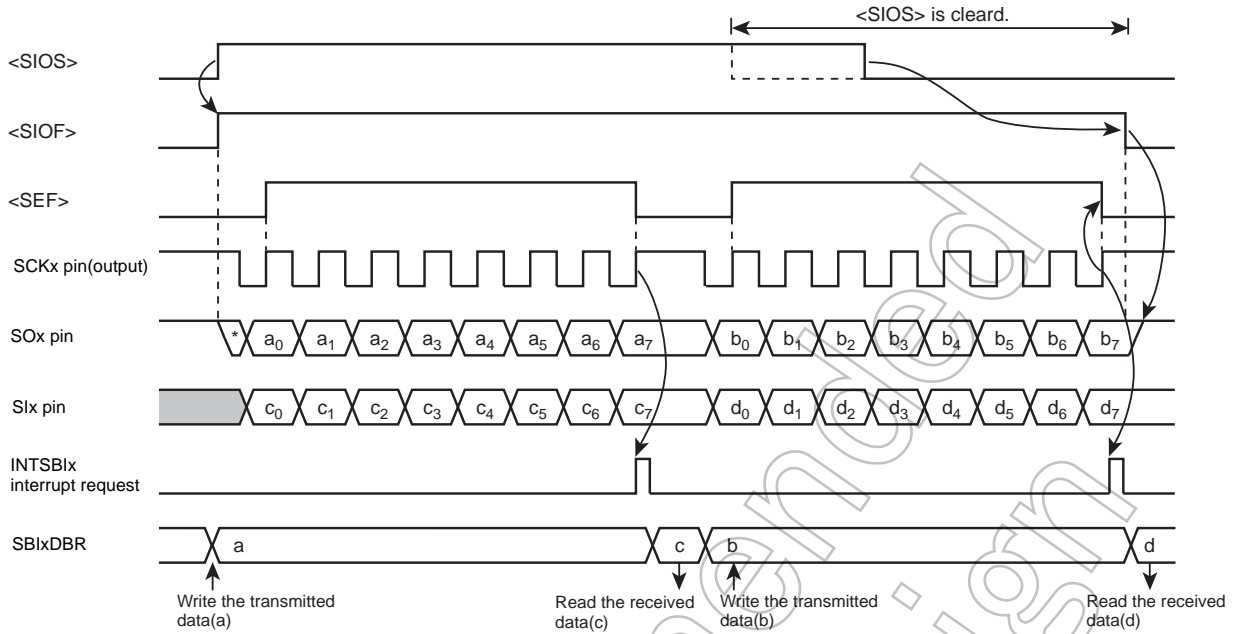 <SIOS> is cleard.
<SIOS>
<SIOF>
<SEF>
SCKx pin(output)
SOx pin
* a0 a1 a2 a3 a4 a5 a6 a7 b0 b1 b2 b3 b4 b5 b6 b7
SIx pin
c0 c1 c2 c3 c4 c5 c6 c7 d0 d1 d2 d3 d4 d5 d6 d7
INTSBIx
interrupt request
SBIxDBR
a c b d
Write the transmitted
data(a)
Read the received
data(c)
Write the transmitted
data(b)
Read the received
data(d)